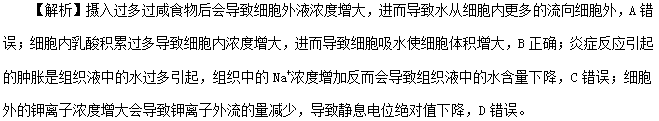 【解析】摄入过多过咸食物后会导致细胞外液浓度增大，进而导致水从细胞内更多的流向细胞外，A错
误；细胞内乳酸积累过多导致细胞内浓度增大，进而导致细胞吸水使细胞体积增大，B正确；炎症反应引起
的肿胀是组织液中的水过多引起，组织中的Na⁺浓度增加反而会导致组织液中的水含量下降，C错误；细胞
外的钾离子浓度增大会导致钾离子外流的量减少，导致静息电位绝对值下降，D错误。